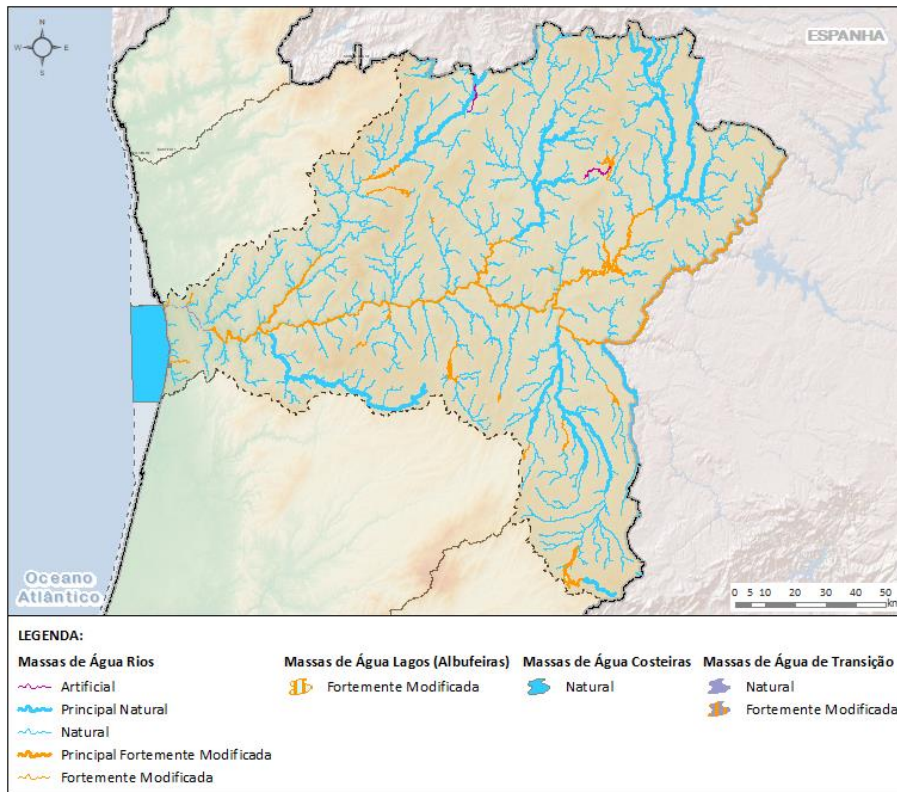 N
W E
S
ESPANHA
Oceano
Atlântico
0 5 10 20 30 40 50
km
LEGENDA:
Massas de Água Rios
Artificial
Principal Natural
Natural
Principal Fortemente Modificada
Fortemente Modificada
Massas de Água Lagos (Albufeiras)
Fortemente Modificada
Massas de Água Costeiras
Natural
Massas de Água de Transição
Natural
Fortemente Modificada